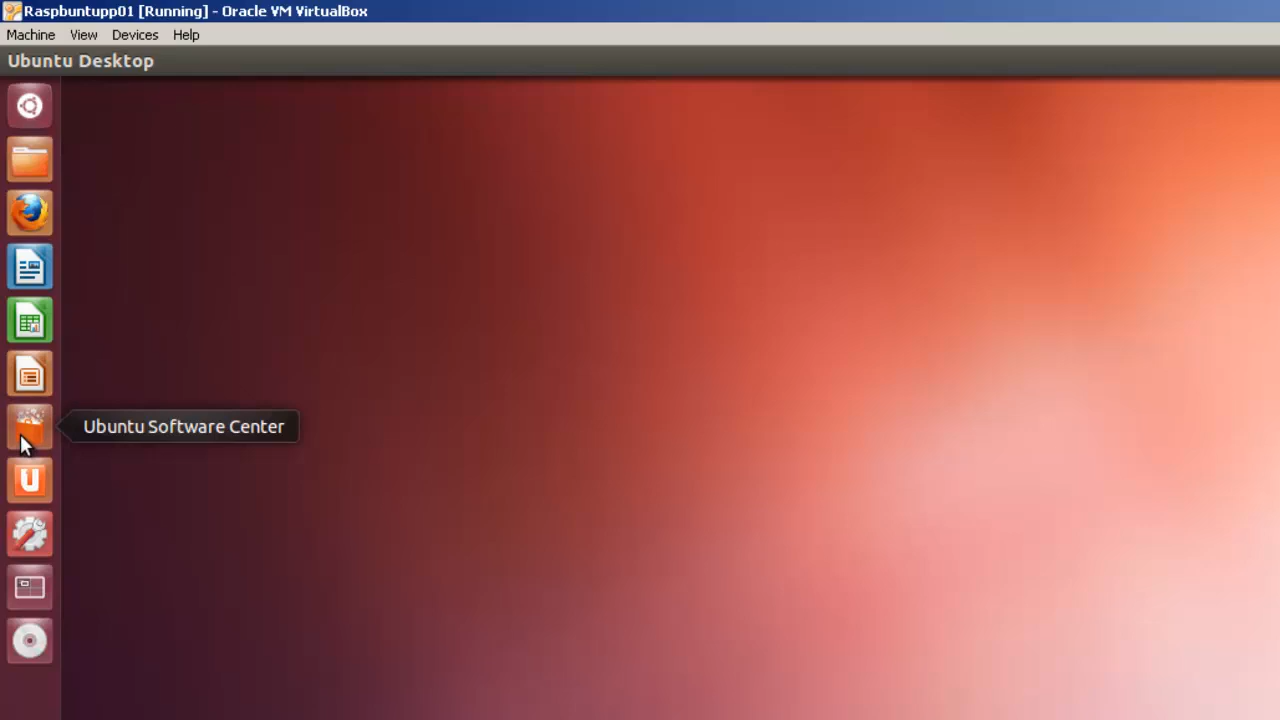 Raspbuntupp01 [Running] - Oracle VM VirtualBox
Machine View Devices Help
Ubuntu Desktop
Ubuntu Software Center
U